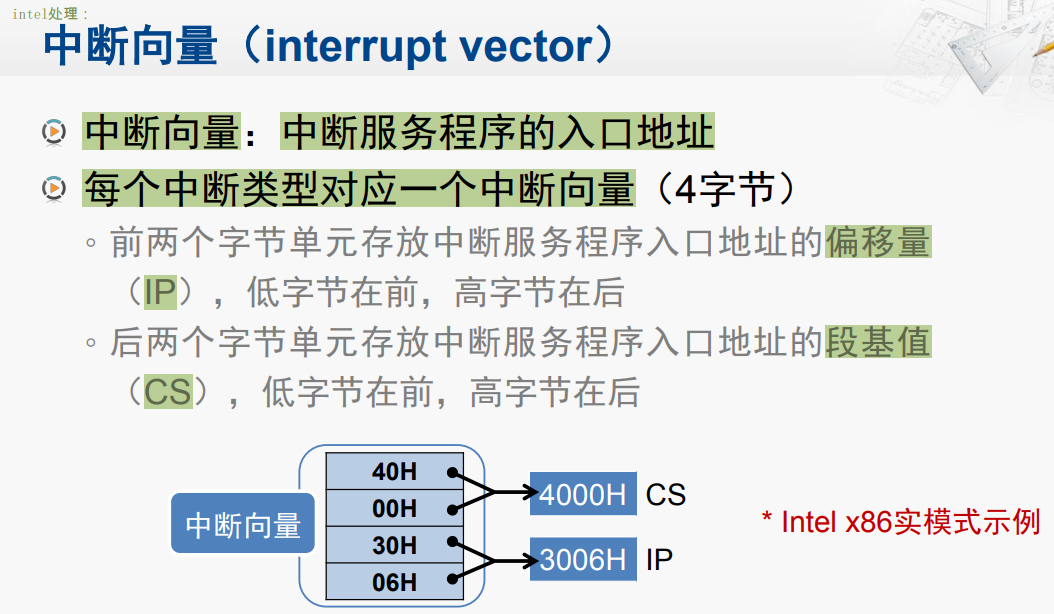 intel处理：
中断向量（interrupt vector）
中断向量：中断服务程序的入口地址
每个中断类型对应一个中断向量（4字节）
◦ 前两个字节单元存放中断服务程序入口地址的偏移量
（IP），低字节在前，高字节在后
◦ 后两个字节单元存放中断服务程序入口地址的段基值
（CS），低字节在前，高字节在后
中断向量
40H
00H
30H
06H
4000H CS
3006H IP
* Intel x86实模式示例